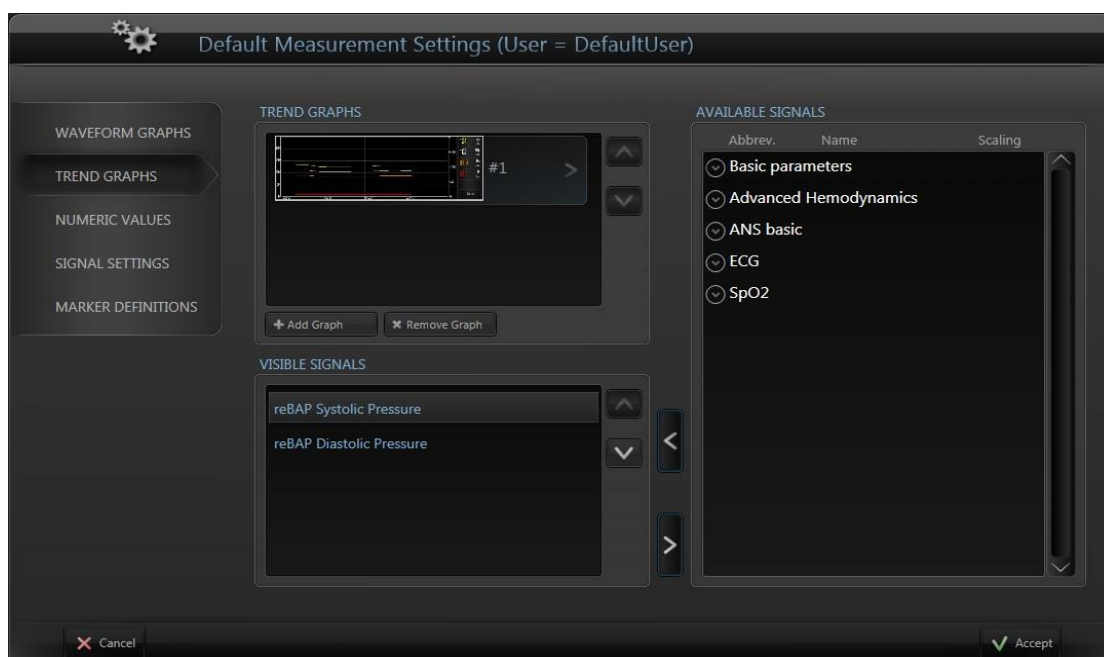 Default Measurement Settings (User = DefaultUser)
WAVEFORM GRAPHS
TREND GRAPHS
NUMERIC VALUES
SIGNAL SETTINGS
MARKER DEFINITIONS
TREND GRAPHS
#1
Add Graph
Remove Graph
VISIBLE SIGNALS
reBAP Systolic Pressure
reBAP Diastolic Pressure
AVAILABLE SIGNALS
Abbrev. Name Scaling
Basic parameters
Advanced Hemodynamics
ANS basic
ECG
SpO2
Cancel
Accept